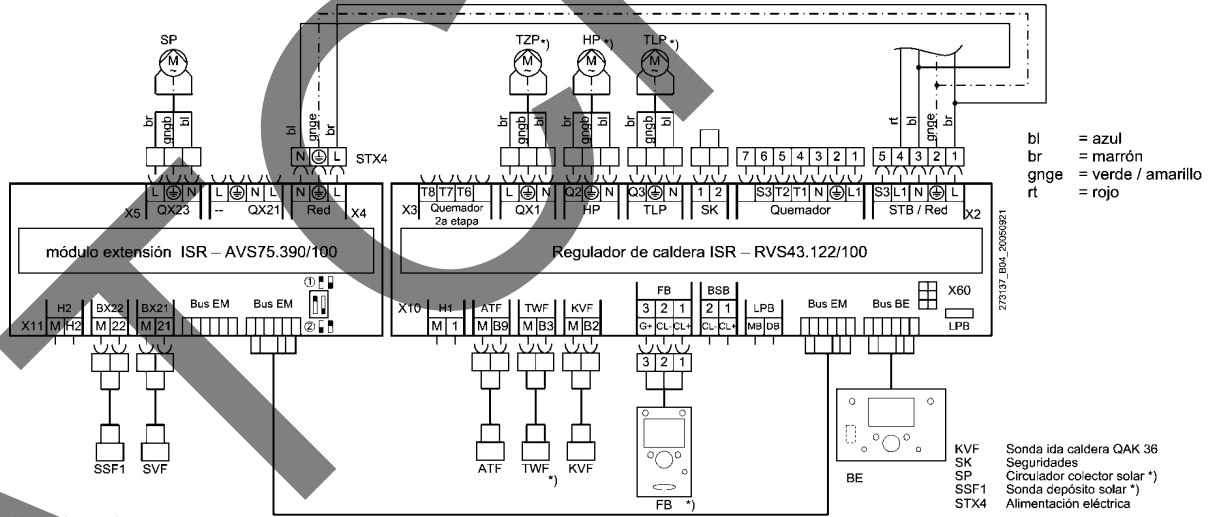 SP
TZP *)
HP *)
TLP *)
br gngb bl
bl gnge br
br gngb bl
br gngb bl
br gngb bl
rt bl gnge br
N L STX4
7 6 5 4 3 2 1
5 4 3 2 1
bl = azul
br = marrón
gnge = verde / amarillo
rt = rojo
L N
L N L
N L
T8 T7 T6
L N
Q2 N
Q3 N
1 2
S3 T2 T1 N L1
S3 L1 N L
X5 QX23
-- QX21
Red X4
X3 Quemador
2a etapa
QX1
HP
TLP
SK
Quemador
STB / Red X2
módulo extensión ISR – AVS75.390/100
Regulador de caldera ISR – RVS43.122/100
273137_B04_20050921
1
2
H2
BX22
BX21
Bus EM
Bus EM
X11 M H2
M 22
M 21
X10
H1
ATF
TWF
KVF
FB
BSB
LPB
Bus EM
Bus BE
X60
M 1
M B9
M B3
M B2
3 2 1
G+ CL- CL+
2 1
CL- CL+
MB DB
LPB
3 2 1
SSF1
SVF
ATF
TWF *)
KVF
FB *)
BE
KVF Sonda ida caldera QAK 36
SK Seguridades
SP Circulador colector solar *)
SSF1 Sonda depósito solar *)
STX4 Alimentación eléctrica
M
~
M
~
M
~
M
~
TCT